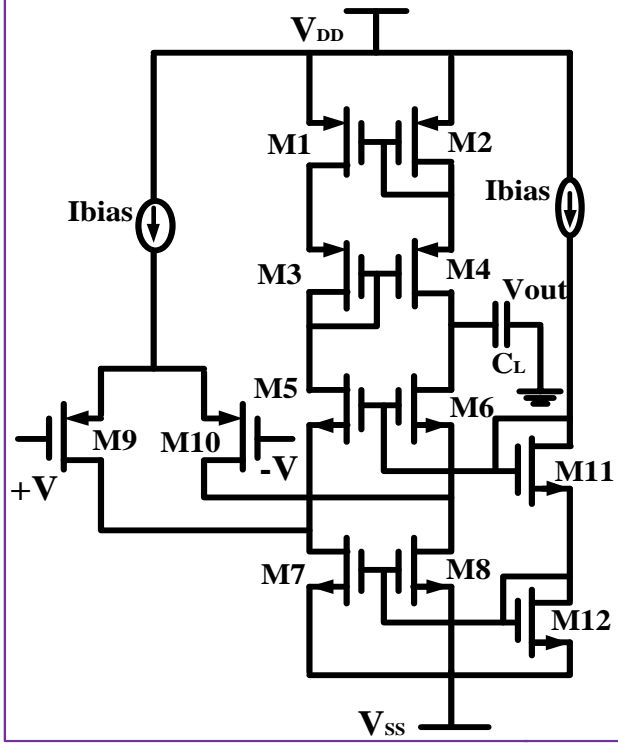 VDD
M1
M2
Ibias
Ibias
M3
M4
Vout
CL
M5
M6
M9
M10
+V
-V
M11
M7
M8
M12
VSS